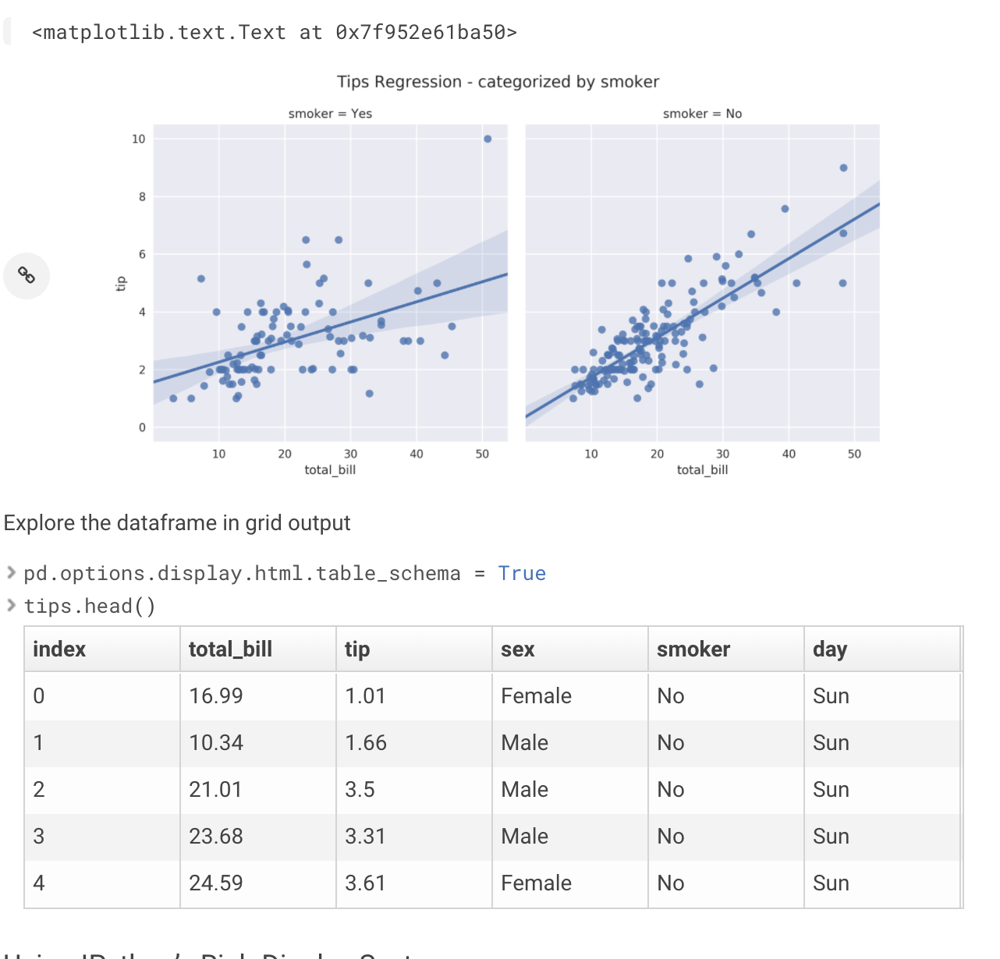 <matplotlib.text.Text at 0x7f952e61ba50>
Tips Regression - categorized by smoker
smoker = Yes
smoker = No
10
8
6
4
2
0
tip
10 20 30 40 50
10 20 30 40 50
total_bill
total_bill
Explore the dataframe in grid output
pd.options.display.html.table_schema = True
tips.head()
index total_bill tip sex smoker day
0 16.99 1.01 Female No Sun
1 10.34 1.66 Male No Sun
2 21.01 3.5 Male No Sun
3 23.68 3.31 Male No Sun
4 24.59 3.61 Female No Sun